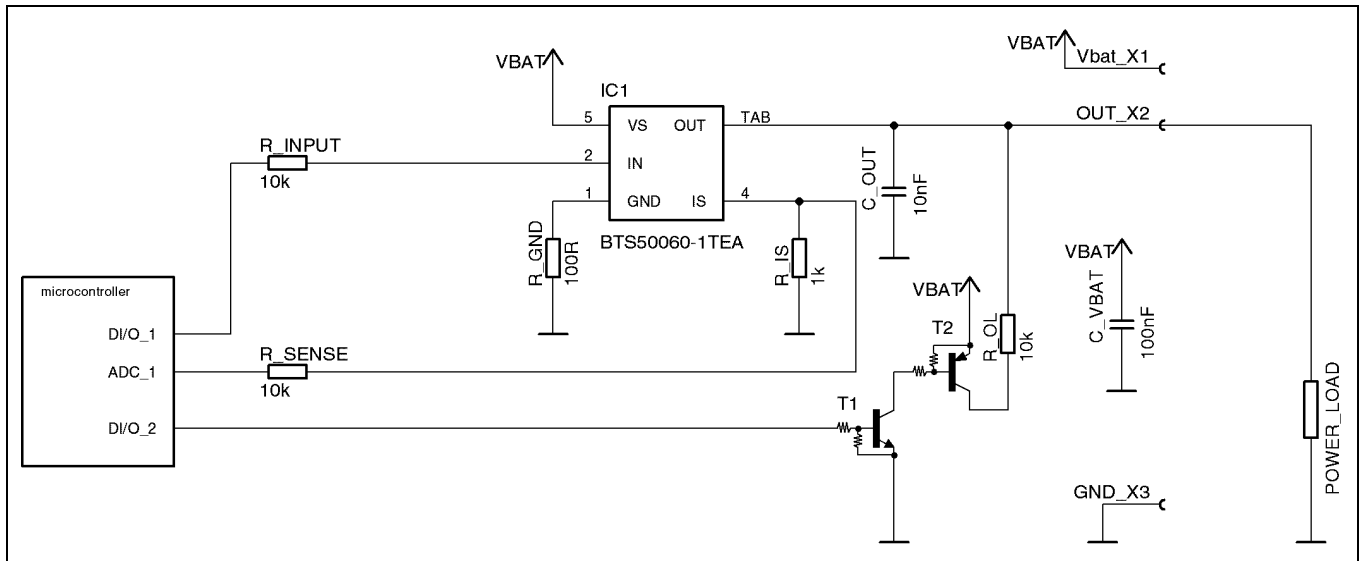 VBAT
Vbat_X1
VBAT
IC1
5
VS
OUT
TAB
OUT_X2
R_INPUT
10k
2
IN
1
GND
IS
4
C_OUT
10nF
BTS50060-1TEA
R_GND
100R
R_IS
1k
VBAT
C_VBAT
100nF
microcontroller
VBAT
T2
R_OL
10k
DI/O_1
R_SENSE
10k
ADC_1
T1
DI/O_2
POWER_LOAD
GND_X3